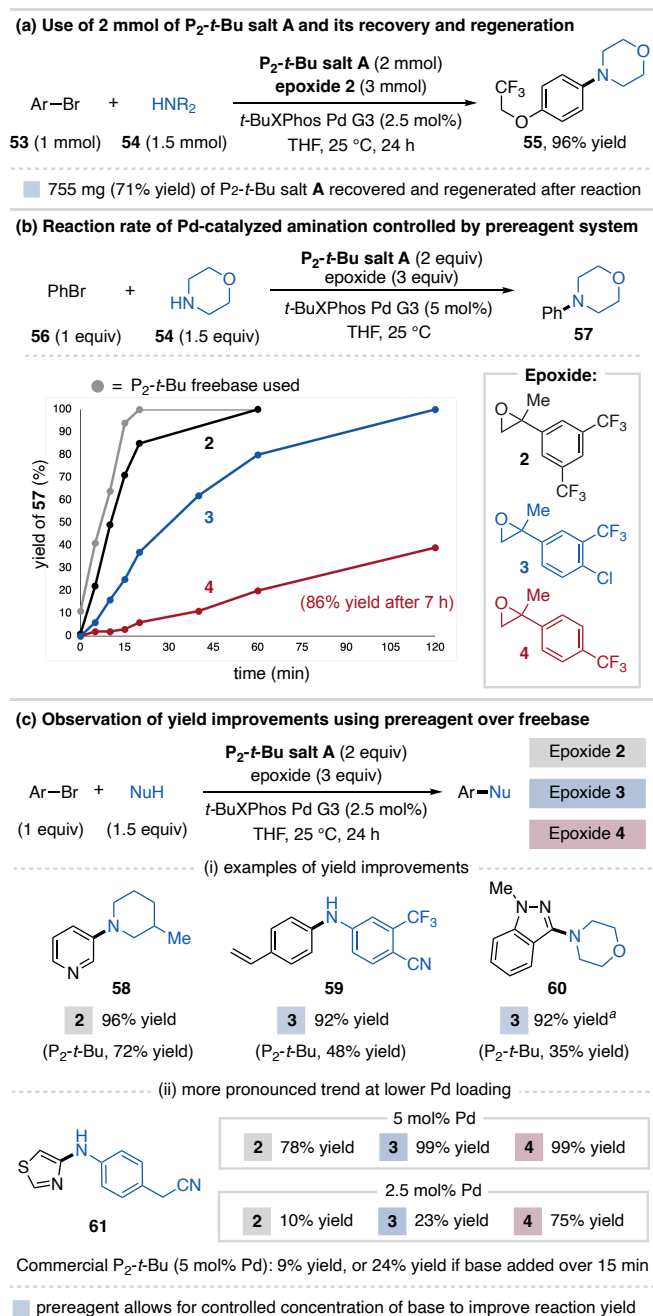 (a) Use of 2 mmol of P2-t-Bu salt A and its recovery and regeneration
Ar–Br + HNR2
53 (1 mmol) 54 (1.5 mmol)
P2-t-Bu salt A (2 mmol)
epoxide 2 (3 mmol)
t-BuXPhos Pd G3 (2.5 mol%)
THF, 25 °C, 24 h
CF3
O
N
O
55, 96% yield
755 mg (71% yield) of P2-t-Bu salt A recovered and regenerated after reaction
(b) Reaction rate of Pd-catalyzed amination controlled by prereagent system
PhBr + HN O
56 (1 equiv) 54 (1.5 equiv)
P2-t-Bu salt A (2 equiv)
epoxide (3 equiv)
t-BuXPhos Pd G3 (5 mol%)
THF, 25 °C
Ph N O
57
= P2-t-Bu freebase used
yield of 57 (%)
100
90
80
70
60
50
40
30
20
10
0
0 15 30 45 60 75 90 105 120
time (min)
2
3
4
(86% yield after 7 h)
Epoxide:
O Me
CF3
2
CF3
O Me
CF3
3
Cl
O Me
4
CF3
(c) Observation of yield improvements using prereagent over freebase
Ar–Br + NuH
(1 equiv) (1.5 equiv)
P2-t-Bu salt A (2 equiv)
epoxide (3 equiv)
t-BuXPhos Pd G3 (2.5 mol%)
THF, 25 °C, 24 h
Ar–Nu
Epoxide 2
Epoxide 3
Epoxide 4
(i) examples of yield improvements
N
Me
N
58
2 96% yield
(P2-t-Bu, 72% yield)
H
N
CF3
CN
59
3 92% yield
(P2-t-Bu, 48% yield)
Me
N N
N
O
60
3 92% yielda
(P2-t-Bu, 35% yield)
(ii) more pronounced trend at lower Pd loading
H
N
S
N
CN
61
5 mol% Pd
2 78% yield 3 99% yield 4 99% yield
2.5 mol% Pd
2 10% yield 3 23% yield 4 75% yield
Commercial P2-t-Bu (5 mol% Pd): 9% yield, or 24% yield if base added over 15 min
prereagent allows for controlled concentration of base to improve reaction yield